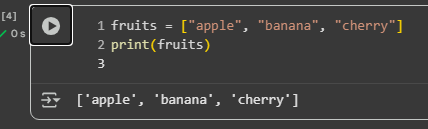 [4]
0s
1 fruits = ["apple", "banana", "cherry"]
2 print(fruits)
3
['apple', 'banana', 'cherry']